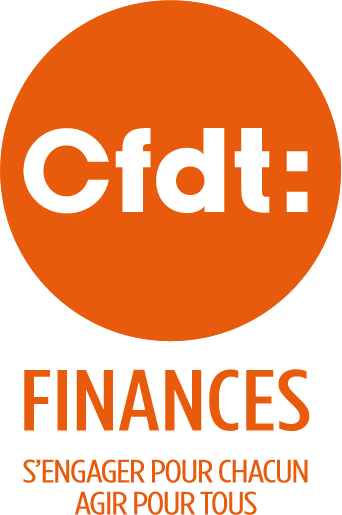 Cfdt:
FINANCES
S'ENGAGER POUR CHACUN
AGIR POUR TOUS